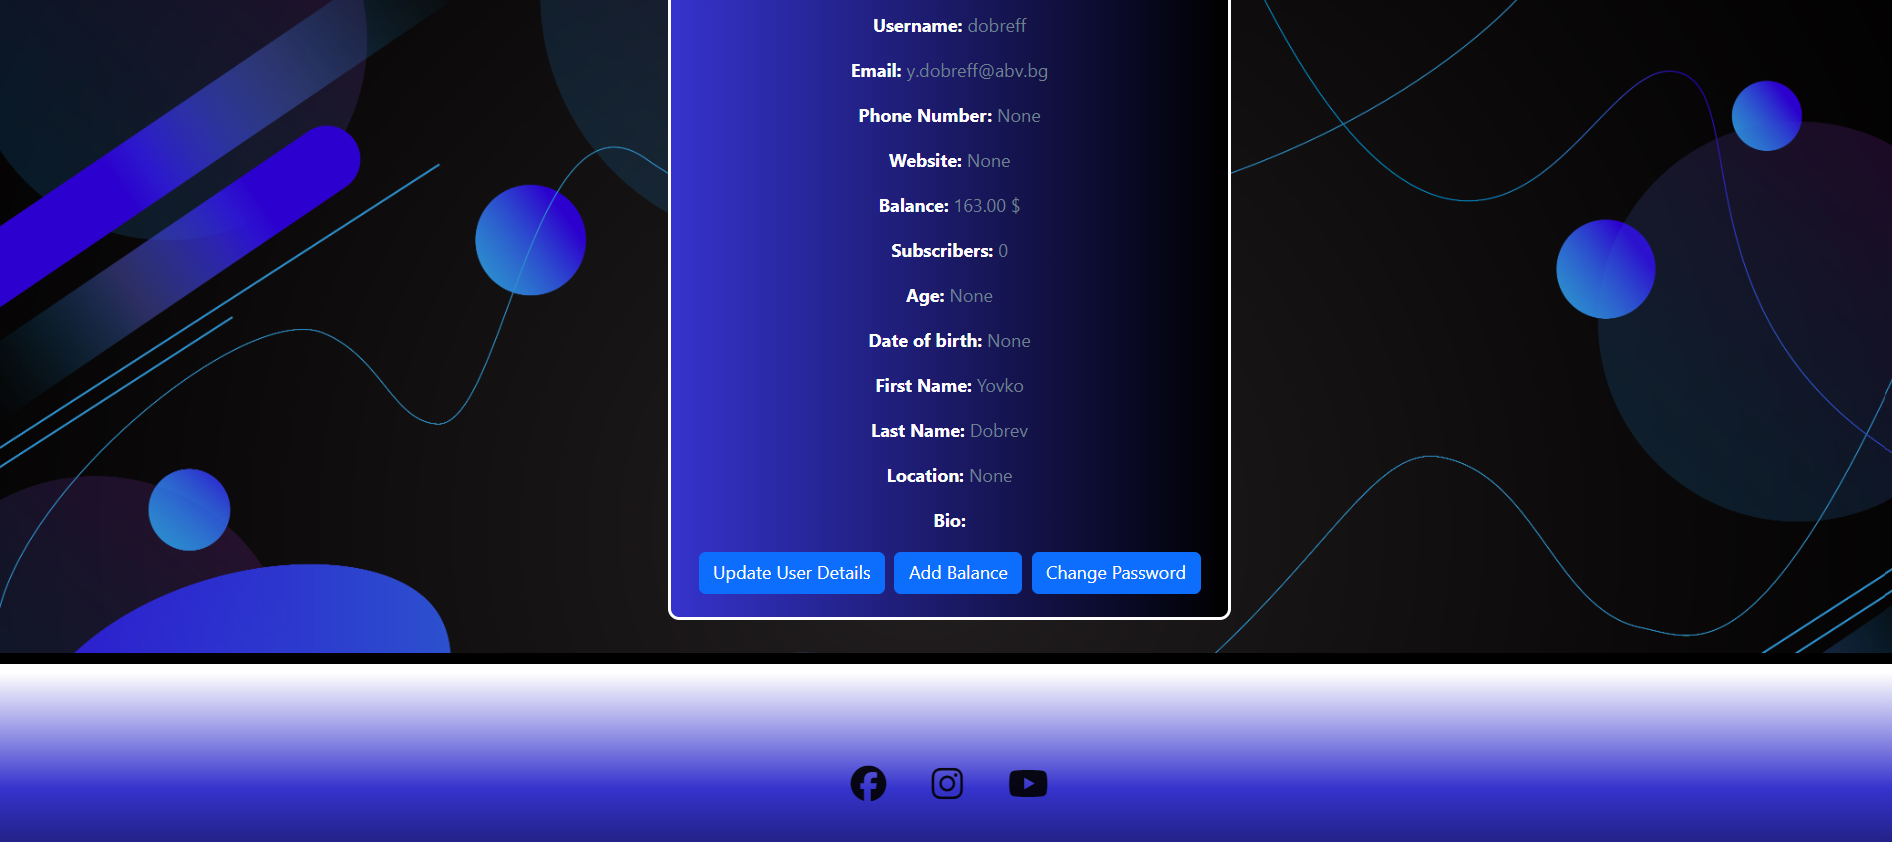 Username: dobreff
Email: y.dobreff@abv.bg
Phone Number: None
Website: None
Balance: 163.00 $
Subscribers: 0
Age: None
Date of birth: None
First Name: Yovko
Last Name: Dobrev
Location: None
Bio:
Update User Details Add Balance Change Password